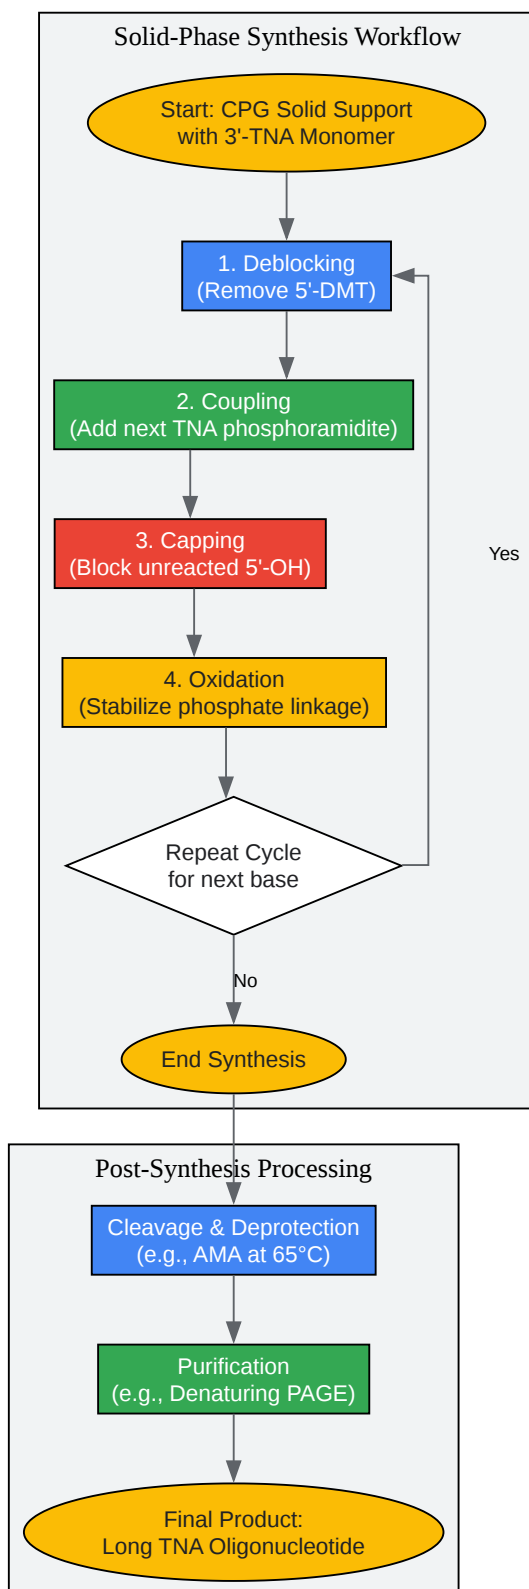 Solid-Phase Synthesis Workflow
Start: CPG Solid Support
with 3'-TNA Monomer
1. Deblocking
(Remove 5'-DMT)
2. Coupling
(Add next TNA phosphoramidite)
3. Capping
(Block unreacted 5'-OH)
Yes
4. Oxidation
(Stabilize phosphate linkage)
Repeat Cycle
for next base
No
End Synthesis
Post-Synthesis Processing
Cleavage & Deprotection
(e.g., AMA at 65°C)
Purification
(e.g., Denaturing PAGE)
Final Product:
Long TNA Oligonucleotide